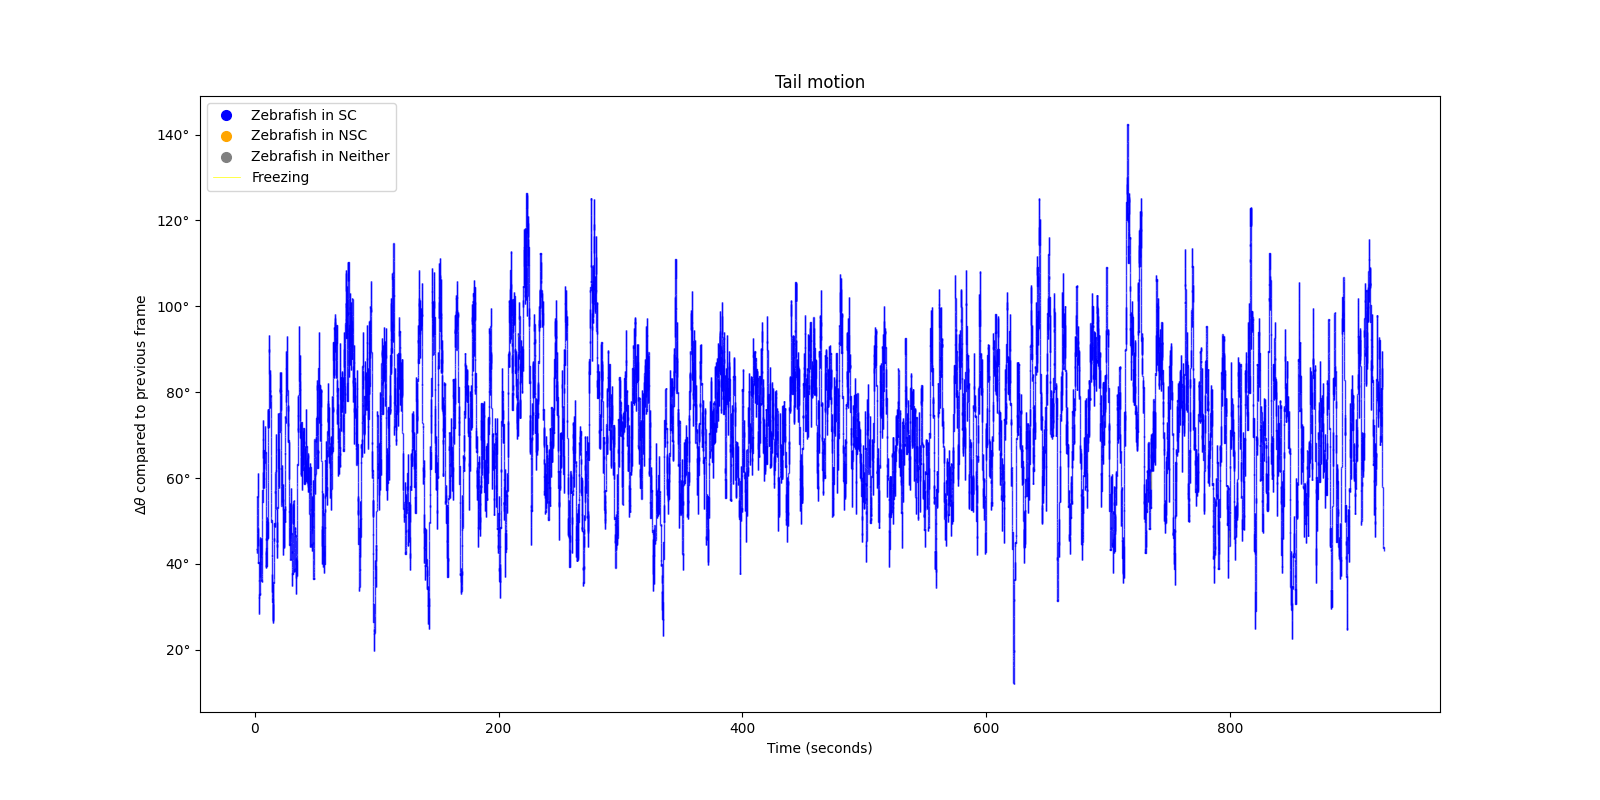 Tail motion
Zebrafish in SC
Zebrafish in NSC
Zebrafish in Neither
Freezing
140°
120°
100°
80°
60°
40°
20°
Δθ compared to previous frame
0 200 400 600 800
Time (seconds)